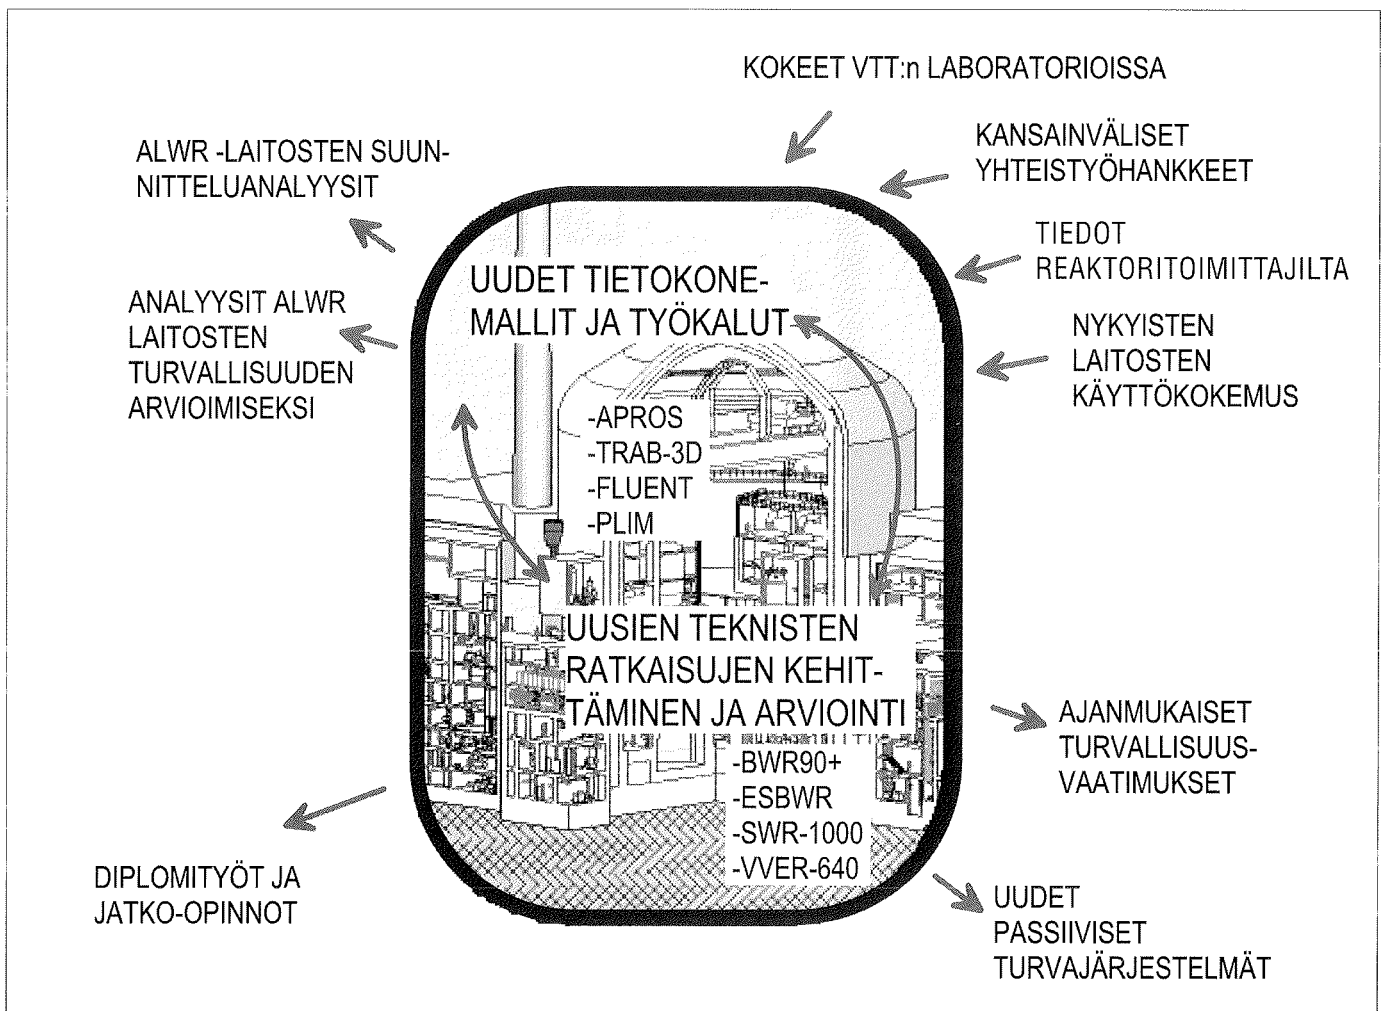 KOKEET VTT:n LABORATORIOISSA
KANSAINVÄLISET
YHTEISTYÖHANKKEET
ALWR -LAITOSTEN SUUN-
NITTELUANALYYSIT
TIEDOT
REAKTORITOIMITTAJILTA
UUDET TIETOKONE-
MALLIT JA TYÖKALUT
ANALYYSIT ALWR
LAITOSTEN
TURVALLISUUDEN
ARVIOIMISEKSI
NYKYISTEN
LAITOSTEN
KÄYTTÖKOKEMUS
-APROS
-TRAB-3D
-FLUENT
-PLIM
UUSIEN TEKNISTEN
RATKAISUJEN KEHIT-
TÄMINEN JA ARVIOINTI
-BWR90+
-ESBWR
-SWR-1000
-VVER-640
AJANMUKAISET
TURVALLISUUS-
VAATIMUKSET
DIPLOMITYÖT JA
JATKO-OPINNOT
UUDET
PASSIIVISET
TURVAJÄRJESTELMÄT